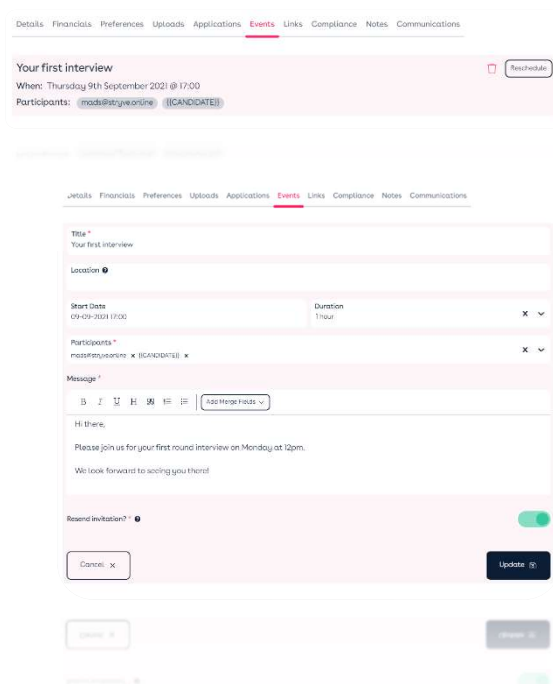 Details Financials Preferences Uploads Applications Events Links Compliance Notes Communications
Your first interview
Reschedule
When: Thursday 9th September 2021 @ 17:00
Participants: mads@stryve.online {{CANDIDATE}}
Details Financials Preferences Uploads Applications Events Links Compliance Notes Communications
Title *
Your first interview
Location
Start Date
09-09-2021 17:00
Duration
1 hour
Participants *
mads@stryve.online x {{CANDIDATE}} x
Message *
B I U H Add Merge Fields
Hi there,
Please join us for your first round interview on Monday at 12pm.
We look forward to seeing you there!
Resend invitation? *
Cancel x
Update